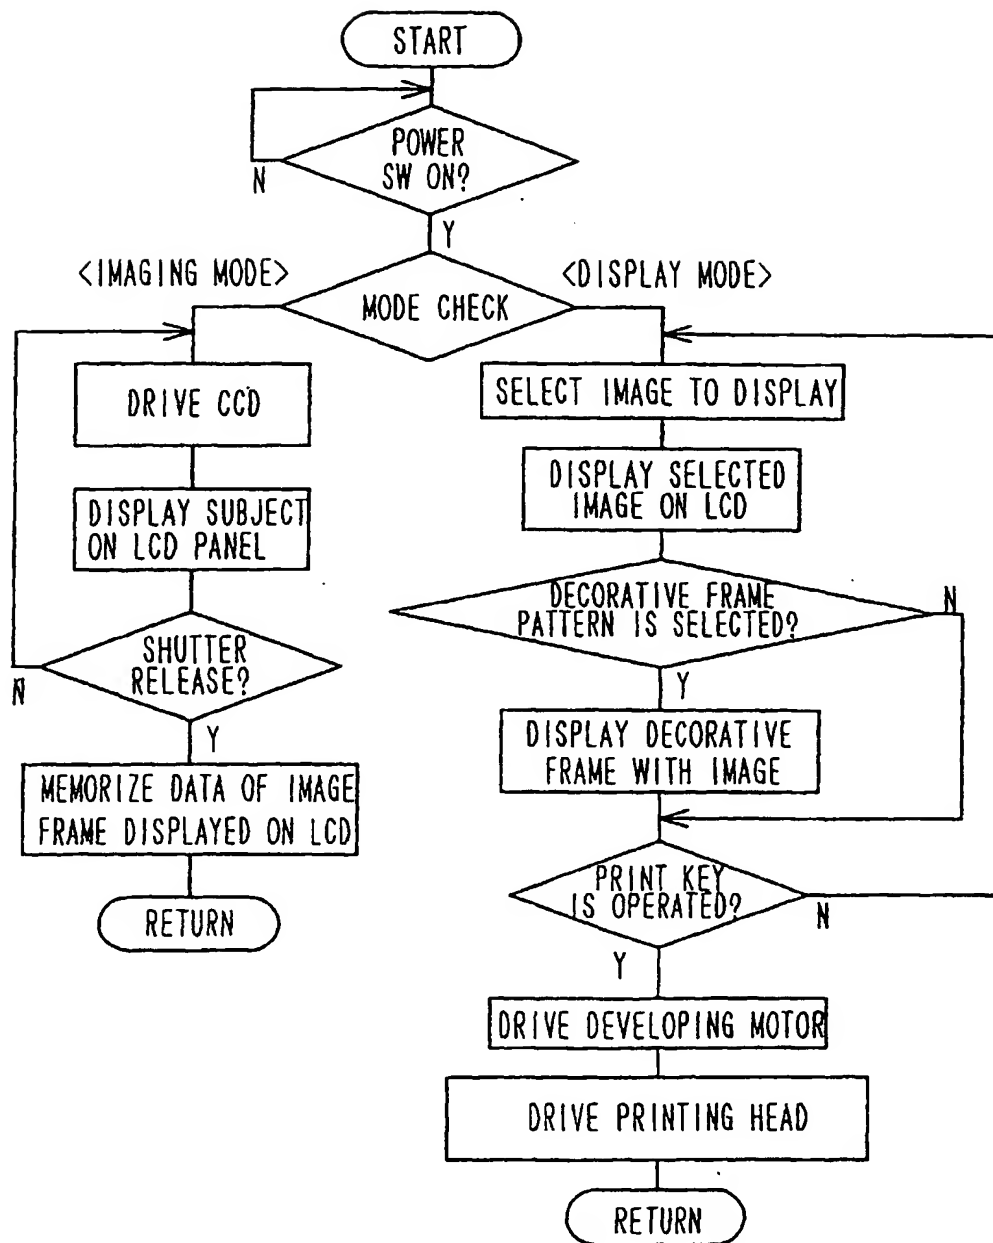 START
POWER
SW ON?
N
Y
<IMAGING MODE>
<DISPLAY MODE>
MODE CHECK
DRIVE CCD
DISPLAY SUBJECT
ON LCD PANEL
SHUTTER
RELEASE?
N
Y
MEMORIZE DATA OF IMAGE
FRAME DISPLAYED ON LCD
RETURN
SELECT IMAGE TO DISPLAY
DISPLAY SELECTED
IMAGE ON LCD
DECORATIVE FRAME
PATTERN IS SELECTED?
N
Y
DISPLAY DECORATIVE
FRAME WITH IMAGE
PRINT KEY
IS OPERATED?
N
Y
DRIVE DEVELOPING MOTOR
DRIVE PRINTING HEAD
RETURN